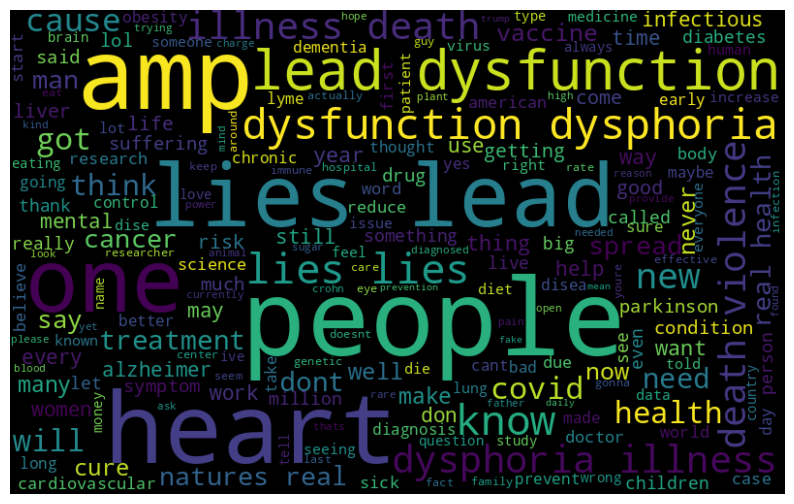 cause
obesity
hope
trying
illness death
trump
guy
type
medicine
infectious
brain
someone
charge
vaccine
start
said
lol
dementia
virus
always
time
human
diabetes
man
amp
lead dysfunction
eat
actually
plant
high
increase
liver
life
lyme
first
patient
american
come
early
kind
lot
suffering
around
mind
dysfunction dysphoria
got
chronic
thought
use
getting
way
body
eating
research
year
yes
right
rate
maybe
going
think
lies lead
drug
thank
control
love
keep
immune
hospital
word
reason
good
mental
dise
power
issue
reduce
needed
called
sure
everyone
provide
infection
really
cancer
risk
still
something
thing
big
spread
never
look
researcher
science
feel
diagnosed
one
lies lies
care
live
help
new
death violence
real health
effective
believe
name
much
animal
sugar
crohn
eye
prevention
diet
disea
youre
mean
currently
say
yet
better
may
people
parkinson
please
known
treatment
doesnt
open
condition
found
every
center
ive
take
genetic
pain
fake
due
see
even
want
told
blood
alzheimer
seem
die
cant
bad
now
country
many
let
symptom
work
dont
well
make
covid
gonna
need
data
day
person
women
money
million
rare
lung
heart
don
know
health
ask
father
daily
diagnosis
made
will
tell
thats
question
study
doctor
world
long
cure
seeing
last
dysphoria illness
cardiovascular
natures real
sick
fact
family
prevent
wrong
children
case